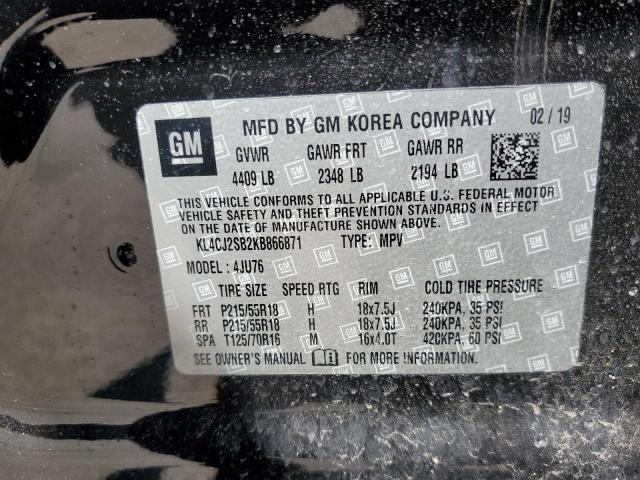 GM MFD BY GM KOREA COMPANY 02/19
GVWR GAWR FRT GAWR RR
4409 LB 2348 LB 2194 LB
THIS VEHICLE CONFORMS TO ALL APPLICABLE U.S. FEDERAL MOTOR
VEHICLE SAFETY AND THEFT PREVENTION STANDARDS IN EFFECT
ON THE DATE OF MANUFACTURE SHOWN ABOVE.
KL4CJ2SB2KB866871 TYPE: MPV
MODEL: 4JU76
TIRE SIZE SPEED RTG RIM COLD TIRE PRESSURE
FRT P215/55R18 H 18x7.5J 240KPA, 35 PSI
RR P215/55R18 H 18x7.5J 240KPA, 35 PSI
SPA T125/70R16 M 16x4.0T 420KPA, 60 PSI
SEE OWNER'S MANUAL FOR MORE INFORMATION.